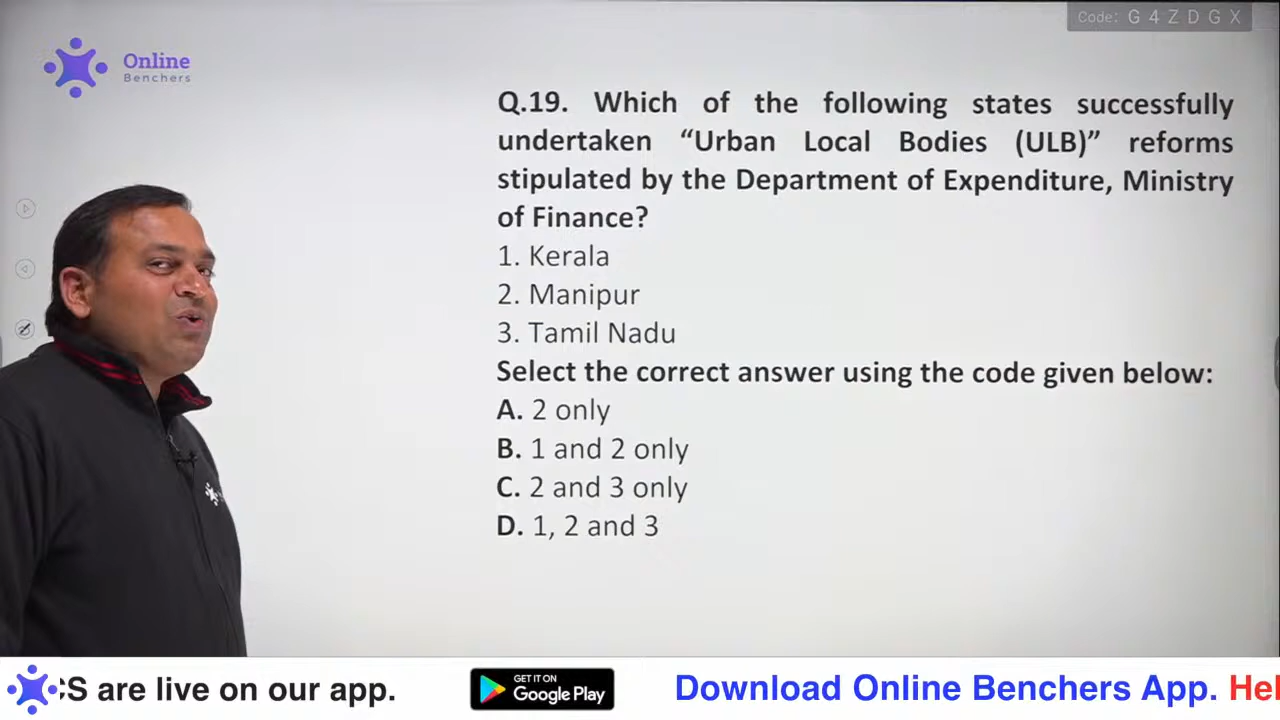 Code: G 4 Z D G X
Online
Benchers
Q.19. Which of the following states successfully
undertaken “Urban Local Bodies (ULB)” reforms
stipulated by the Department of Expenditure, Ministry
of Finance?
1. Kerala
2. Manipur
3. Tamil Nadu
Select the correct answer using the code given below:
A. 2 only
B. 1 and 2 only
C. 2 and 3 only
D. 1, 2 and 3
CS are live on our app.
GET IT ON
Google Play
Download Online Benchers App. Hel